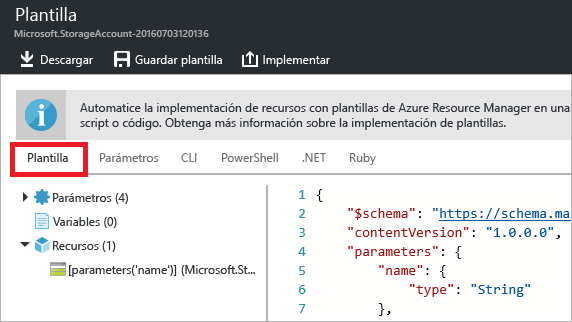 Plantilla
Microsoft.StorageAccount-20160703120136
Descargar Guardar plantilla Implementar
Automatice la implementación de recursos con plantillas de Azure Resource Manager en una
script o código. Obtenga más información sobre la implementación de plantillas.
Plantilla Parámetros CLI PowerShell .NET Ruby
Parámetros (4)
Variables (0)
Recursos (1)
[parameters('name')] (Microsoft.St...
1 {
2 "$schema": "https://schema.ma
3 "contentVersion": "1.0.0.0",
4 "parameters": {
5 "name": {
6 "type": "String"
7 },